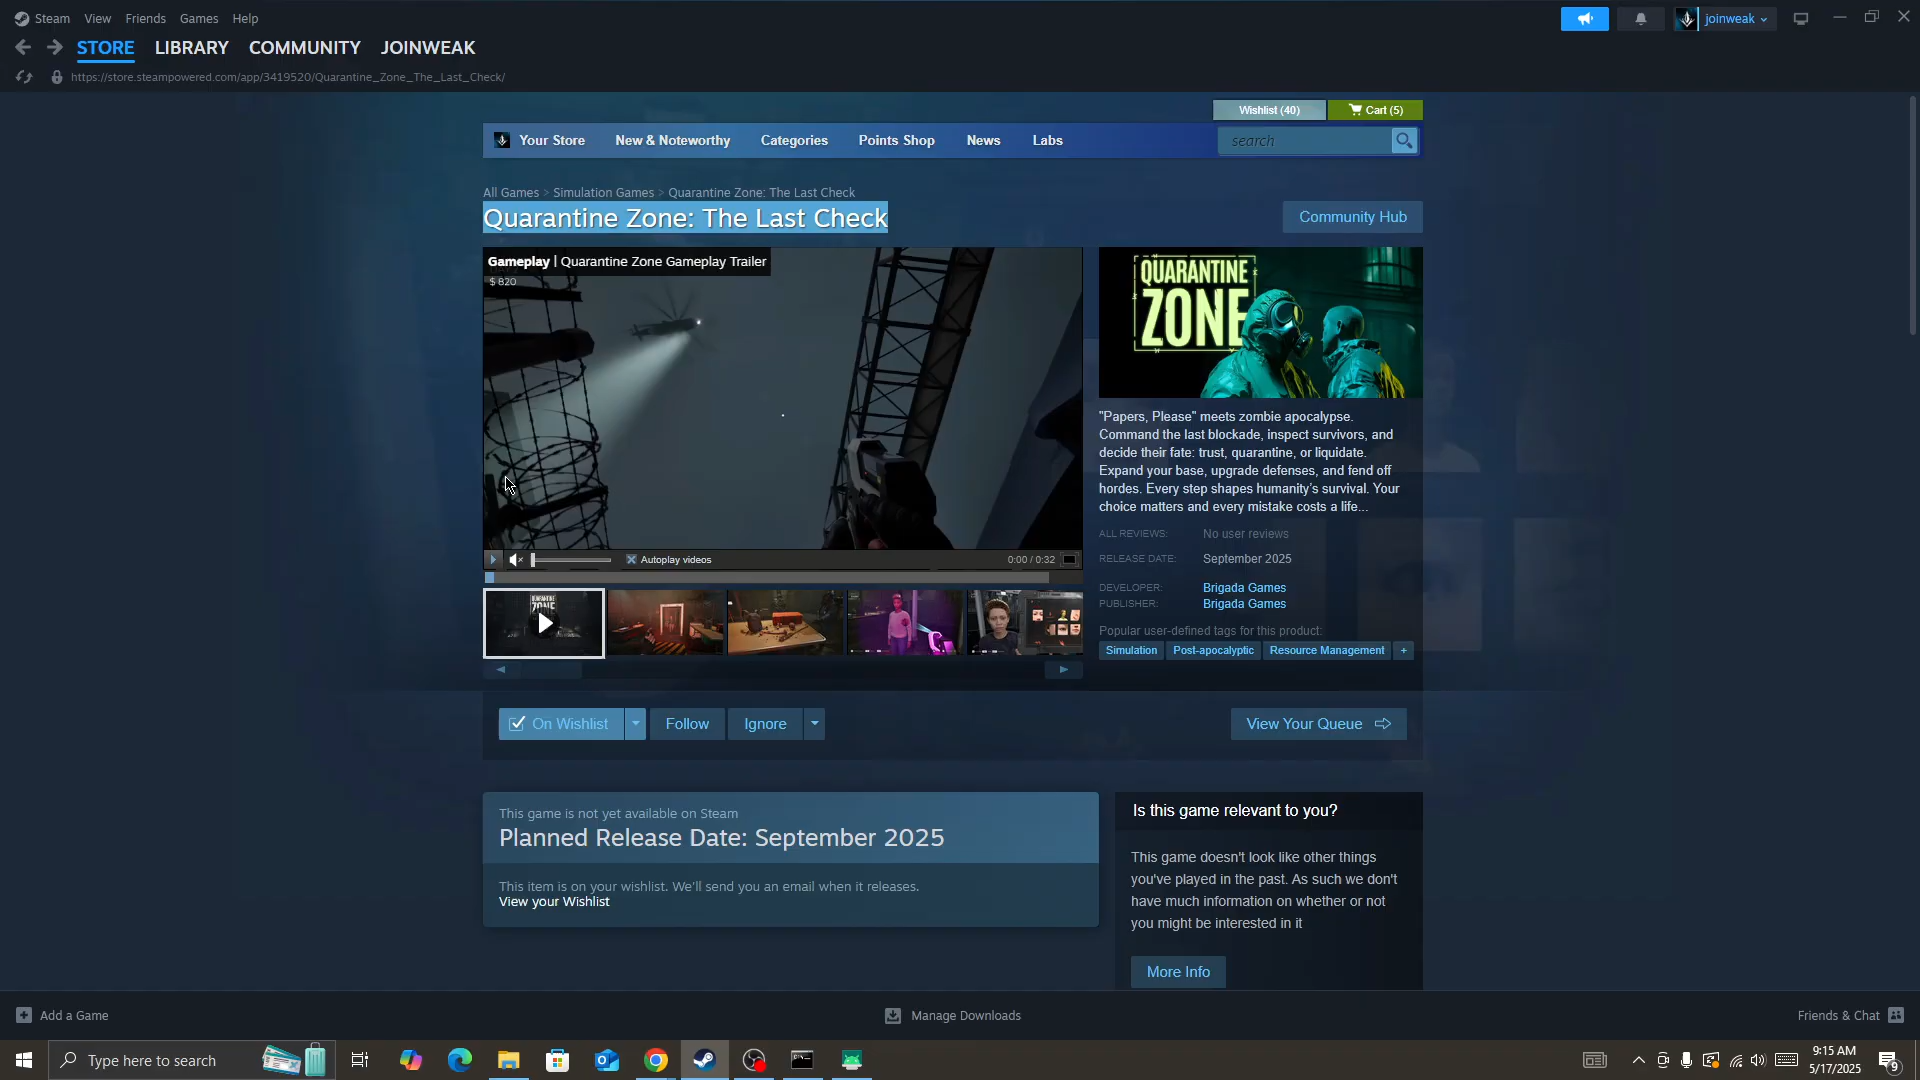 Steam View Friends Games Help
joinweak
STORE LIBRARY COMMUNITY JOINWEAK
https://store.steampowered.com/app/3419520/Quarantine_Zone_The_Last_Check/
Wishlist (40) Cart (5)
Your Store New & Noteworthy Categories Points Shop News Labs search
All Games > Simulation Games > Quarantine Zone: The Last Check
Quarantine Zone: The Last Check
Community Hub
Gameplay | Quarantine Zone Gameplay Trailer
$ 820
QUARANTINE
ZONE
"Papers, Please" meets zombie apocalypse.
Command the last blockade, inspect survivors, and
decide their fate: trust, quarantine, or liquidate.
Expand your base, upgrade defenses, and fend off
hordes. Every step shapes humanity's survival. Your
choice matters and every mistake costs a life...
ALL REVIEWS: No user reviews
RELEASE DATE: September 2025
DEVELOPER: Brigada Games
PUBLISHER: Brigada Games
Popular user-defined tags for this product:
Simulation Post-apocalyptic Resource Management +
Autoplay videos 0:00 / 0:32
QUARANTINE
ZONE
On Wishlist Follow Ignore View Your Queue
This game is not yet available on Steam
Planned Release Date: September 2025
This item is on your wishlist. We'll send you an email when it releases.
View your Wishlist
Is this game relevant to you?
This game doesn't look like other things
you've played in the past. As such we don't
have much information on whether or not
you might be interested in it
More Info
Add a Game Manage Downloads Friends & Chat
Type here to search
9:15 AM
5/17/2025
9